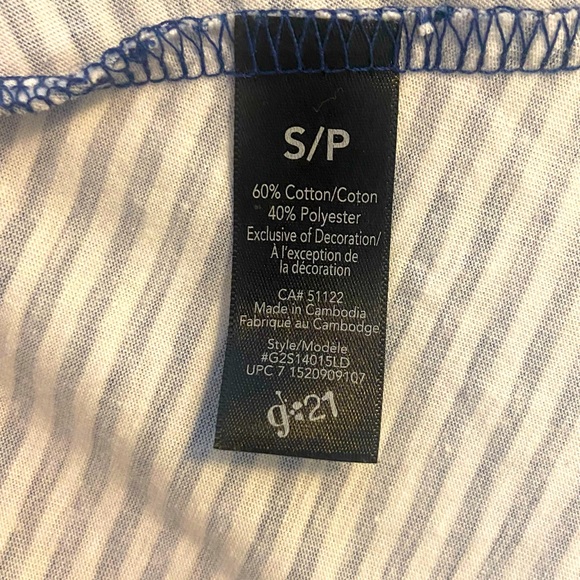 S/P
60% Cotton/Coton
40% Polyester
Exclusive of Decoration/
À l'exception de
la décoration
CA# 51122
Made in Cambodia
Fabriqué au Cambodge
Style/Modèle
#G2S14015LD
UPC 7 1520909107
g:21